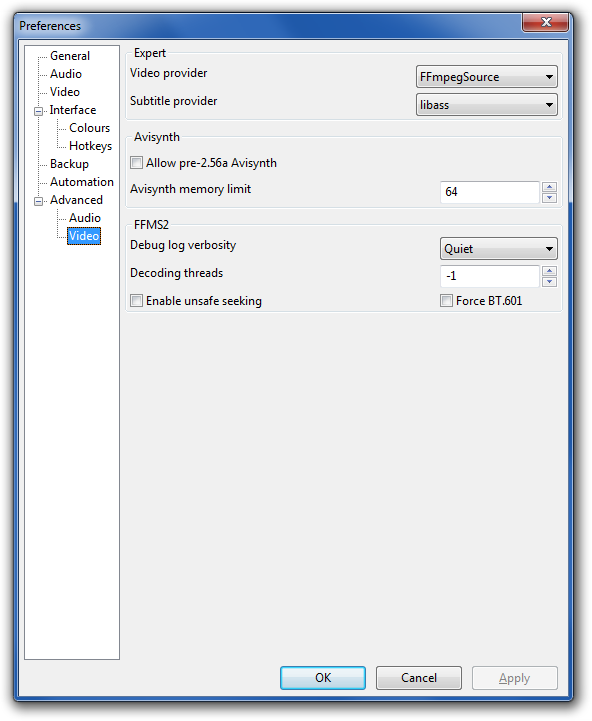 Preferences
General
Audio
Video
Interface
Colours
Hotkeys
Backup
Automation
Advanced
Audio
Video
Expert
Video provider FFmpegSource
Subtitle provider libass
Avisynth
Allow pre-2.56a Avisynth
Avisynth memory limit 64
FFMS2
Debug log verbosity Quiet
Decoding threads -1
Enable unsafe seeking Force BT.601
OK Cancel Apply